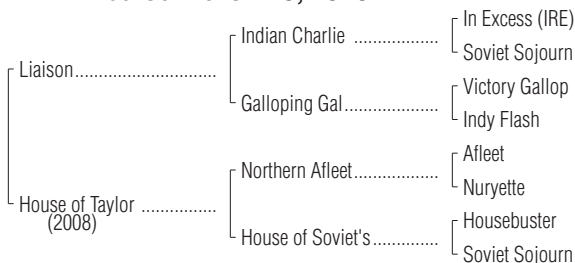 In Excess (IRE)
Indian Charlie ..................
Soviet Sojourn
Liaison..............................
Victory Gallop
Galloping Gal....................
Indy Flash
Afleet
Northern Afleet..................
Nuryette
House of Taylor ................
(2008)
Housebuster
House of Soviet's..............
Soviet Sojourn